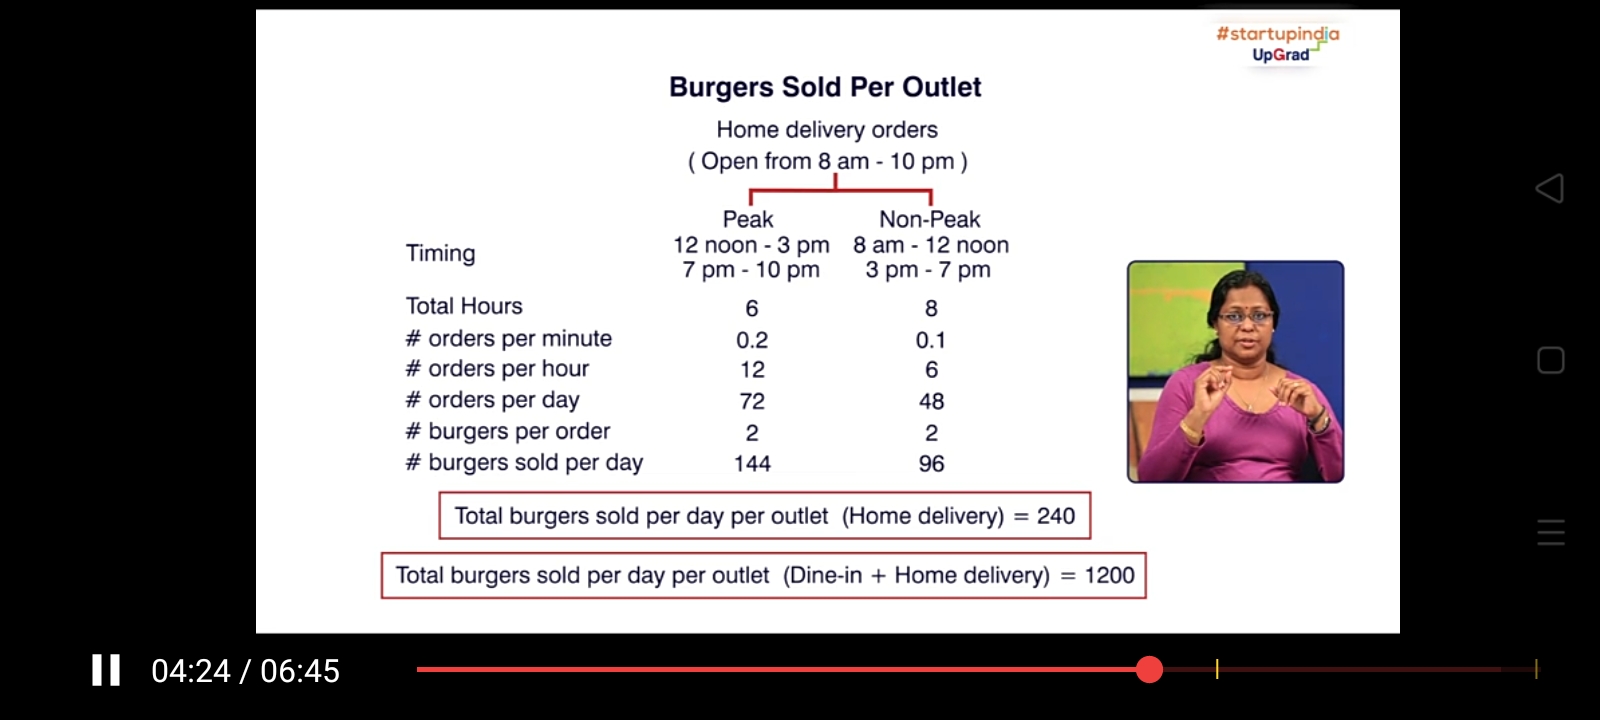 #startupindia
UpGrad
Burgers Sold Per Outlet
Home delivery orders
( Open from 8 am - 10 pm )
Peak Non-Peak
Timing 12 noon - 3 pm 8 am - 12 noon
7 pm - 10 pm 3 pm - 7 pm
Total Hours 6 8
# orders per minute 0.2 0.1
# orders per hour 12 6
# orders per day 72 48
# burgers per order 2 2
# burgers sold per day 144 96
Total burgers sold per day per outlet (Home delivery) = 240
Total burgers sold per day per outlet (Dine-in + Home delivery) = 1200
04:24 / 06:45